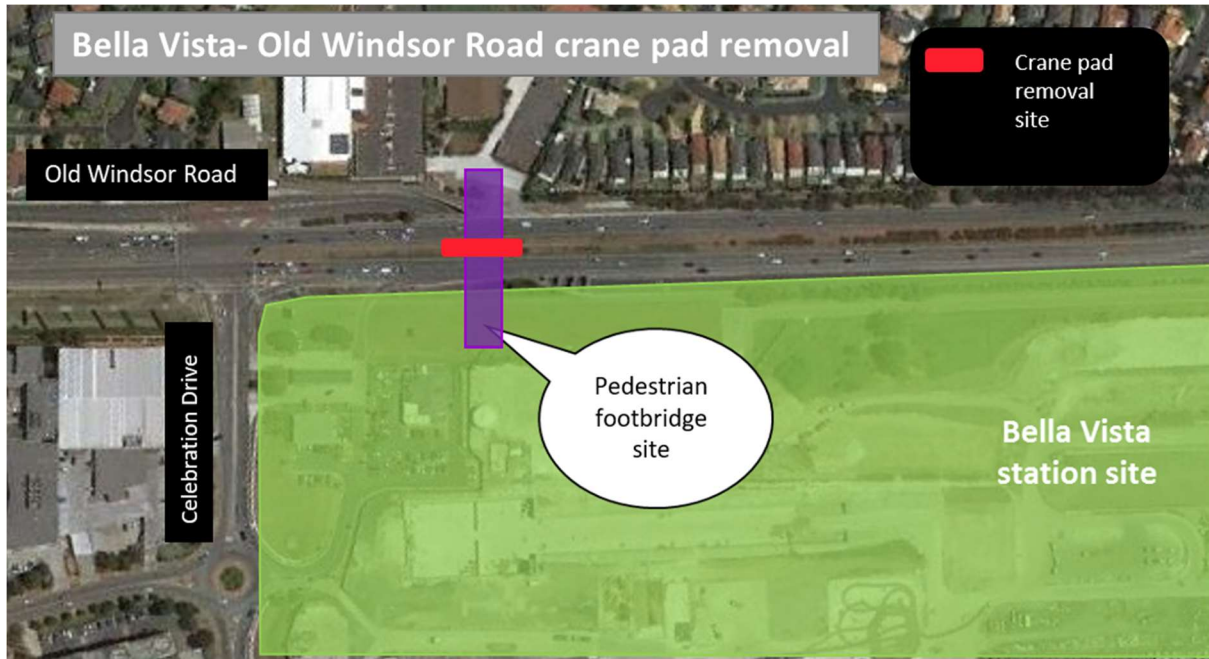 Bella Vista- Old Windsor Road crane pad removal
Crane pad
removal
site
Old Windsor Road
Celebration Drive
Pedestrian
footbridge
site
Bella Vista
station site